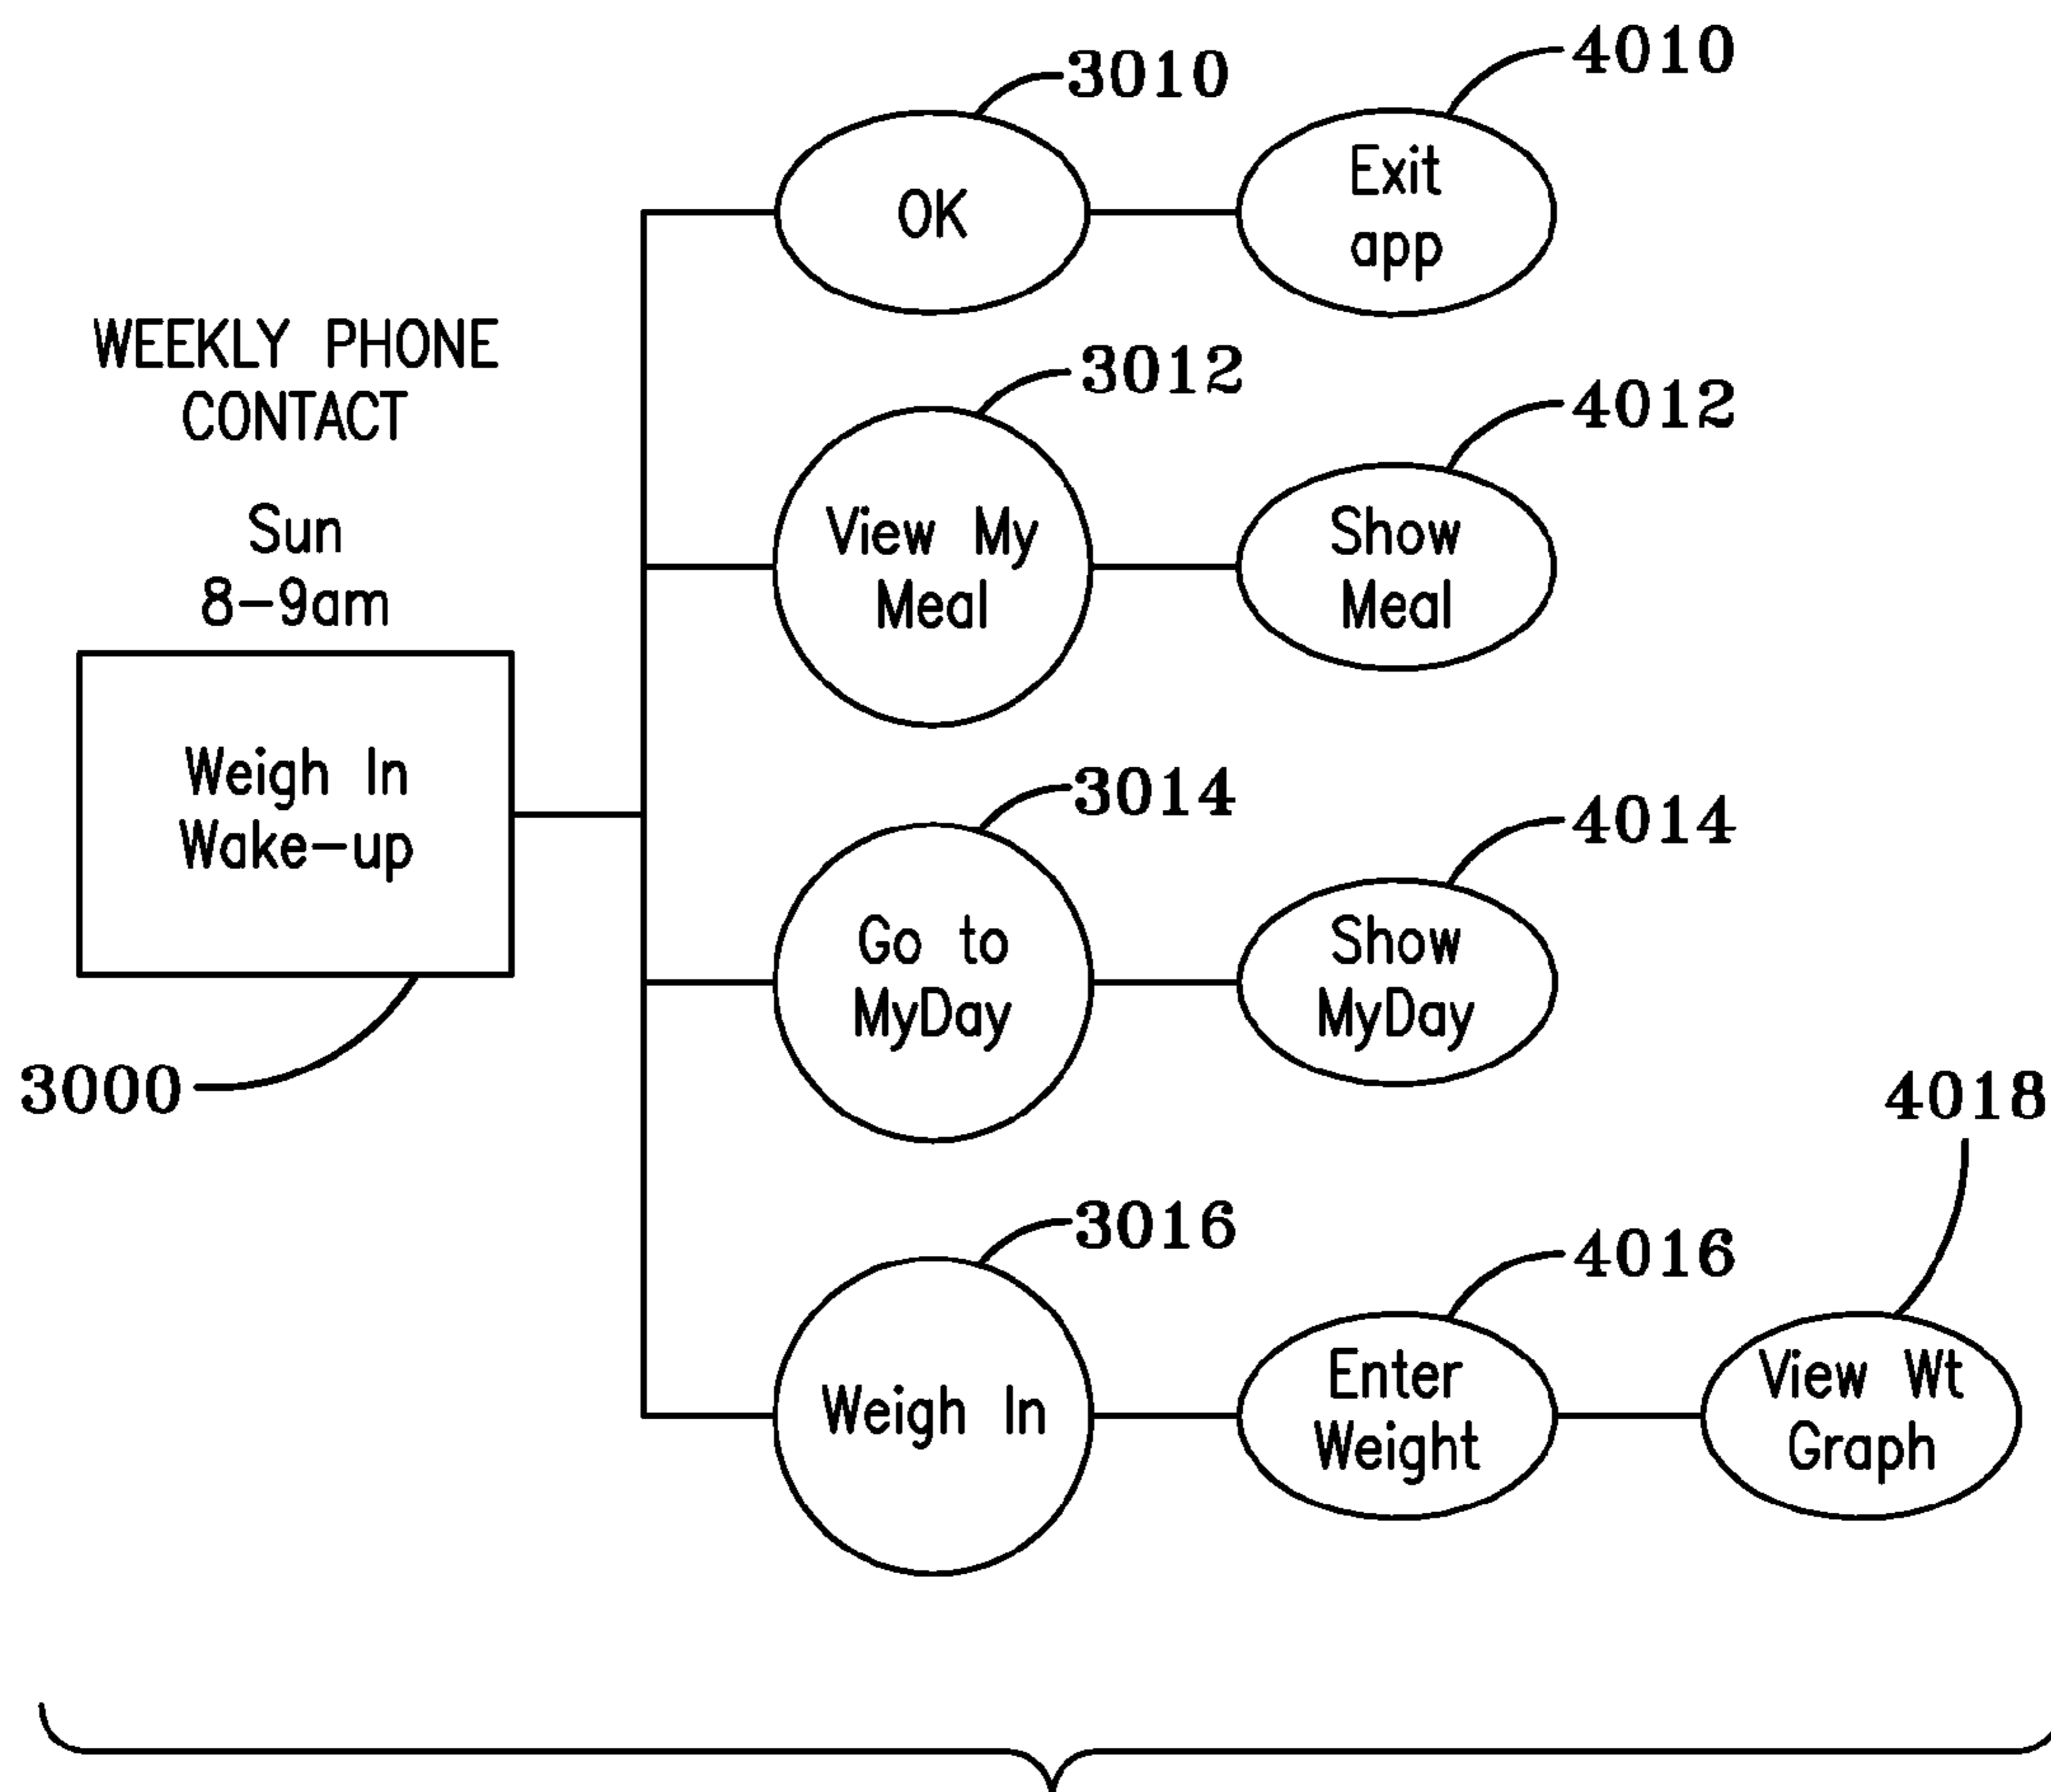 3010
4010
OK
Exit
app
WEEKLY PHONE
CONTACT
Sun
8-9am
3012
4012
View My
Meal
Show
Meal
Weigh In
Wake-up
3000
3014
4014
Go to
MyDay
Show
MyDay
4018
3016
4016
Weigh In
Enter
Weight
View Wt
Graph